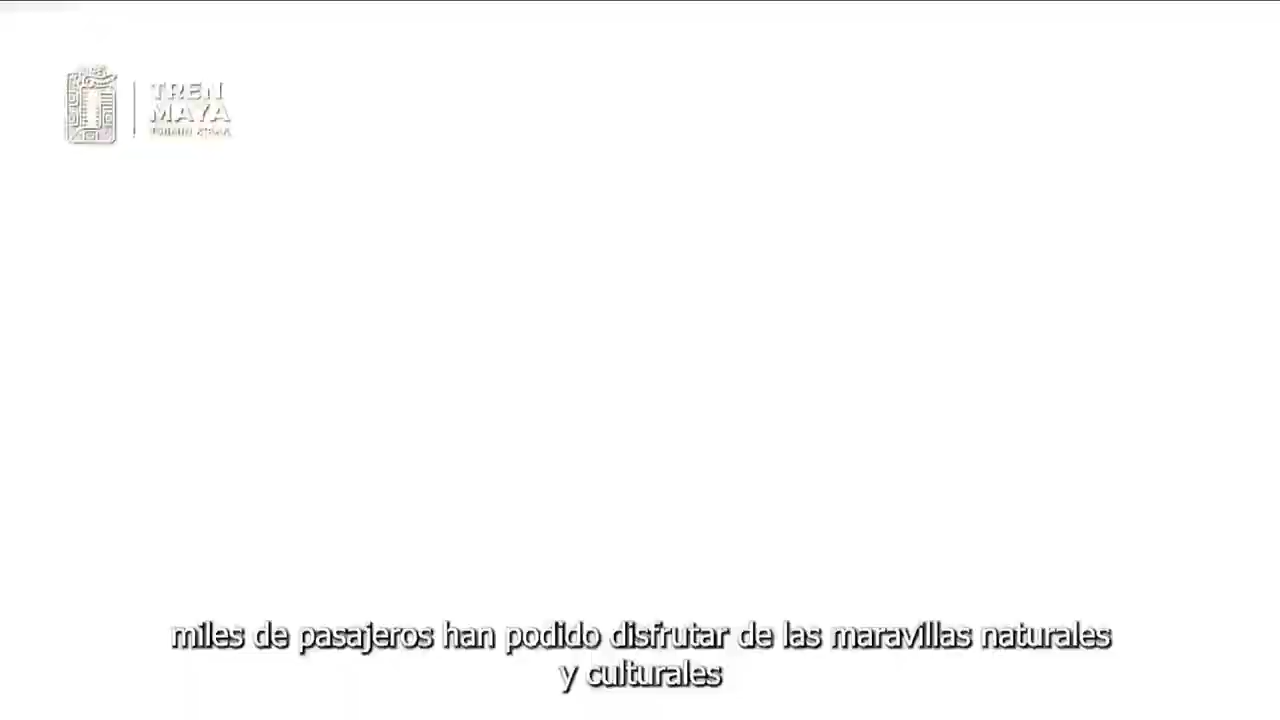 TREN
MAYA
miles de pasajeros han podido disfrutar de las maravillas naturales
y culturales